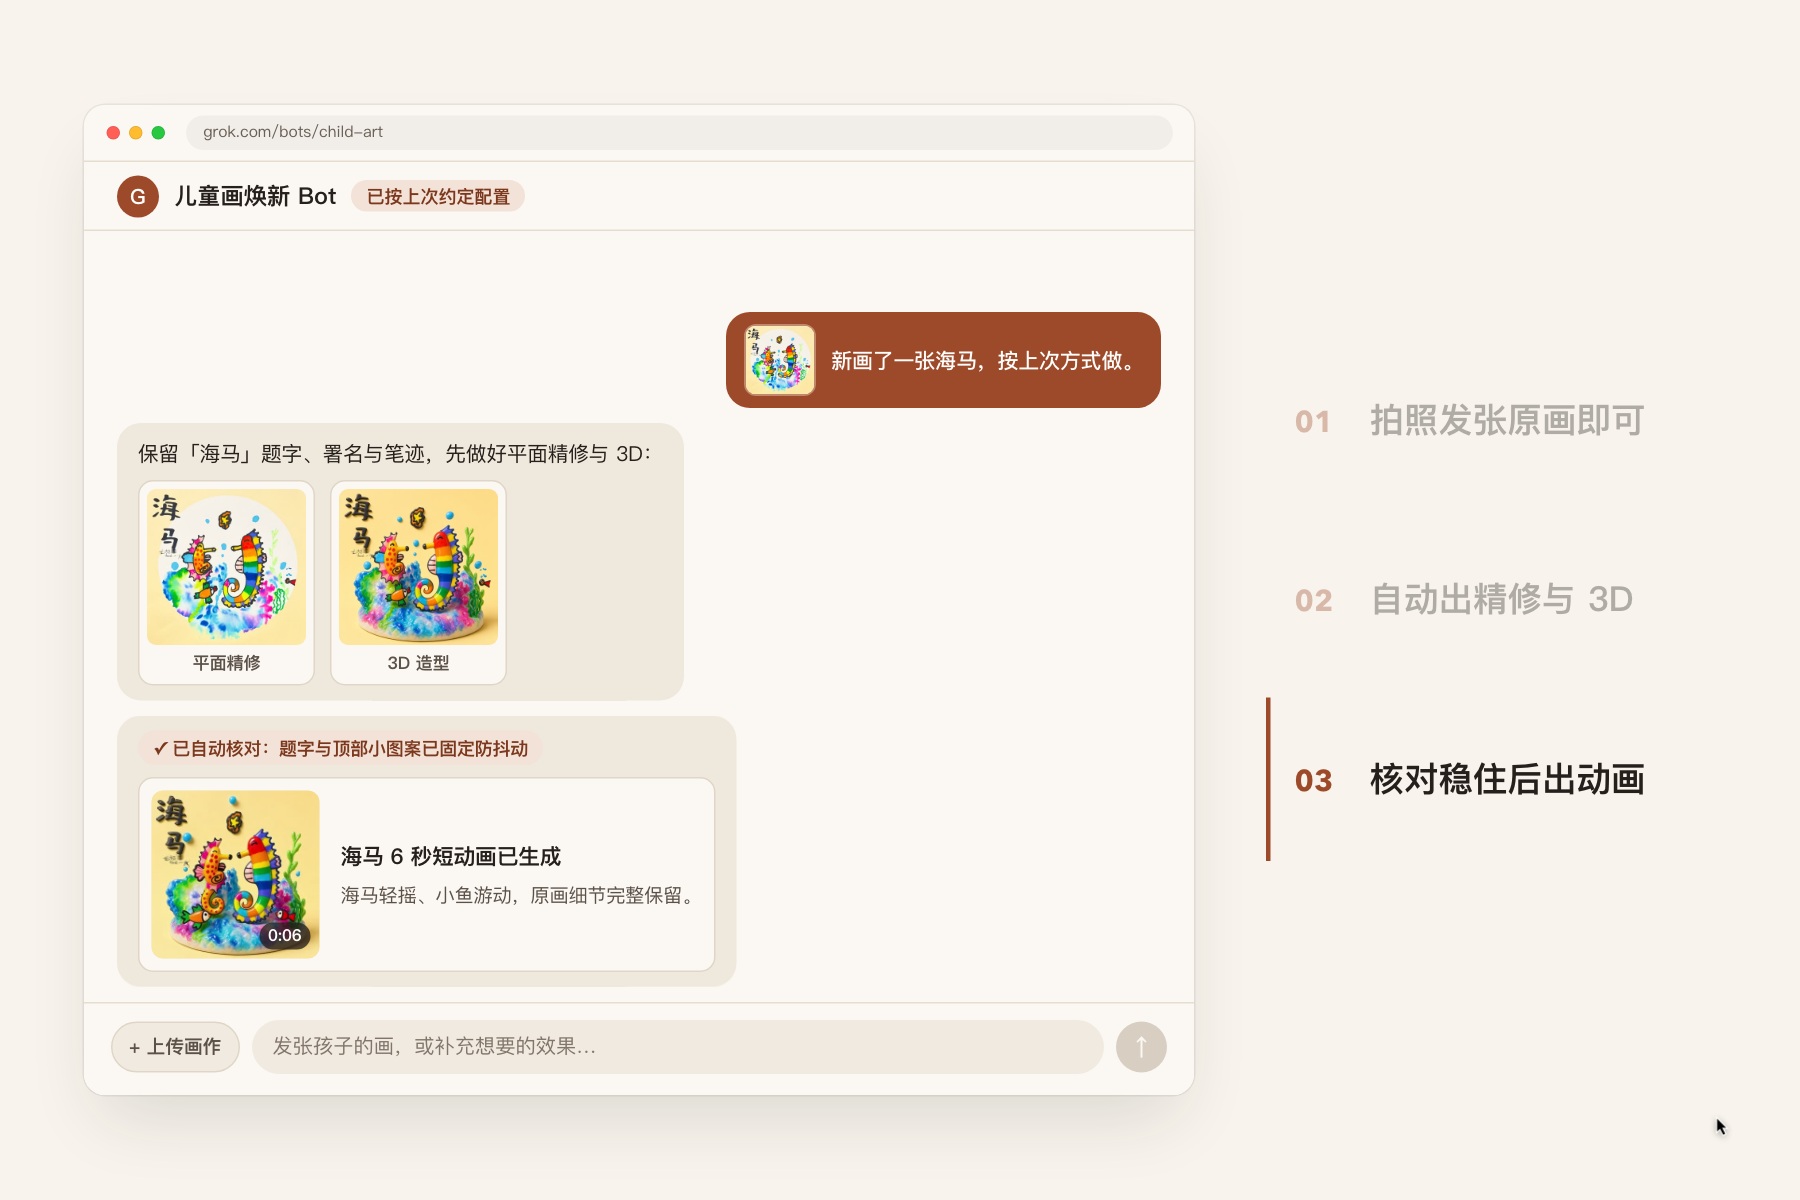 grok.com/bots/child-art
G
儿童画焕新 Bot
已按上次约定配置
海
马
新画了一张海马，按上次方式做。
保留「海马」题字、署名与笔迹，先做好平面精修与 3D：
海
马
海
马
平面精修
3D 造型
✓ 已自动核对：题字与顶部小图案已固定防抖动
海
马
0:06
海马 6 秒短动画已生成
海马轻摇、小鱼游动，原画细节完整保留。
+ 上传画作
发张孩子的画，或补充想要的效果...
↑
01 拍照发张原画即可
02 自动出精修与 3D
03 核对稳住后出动画